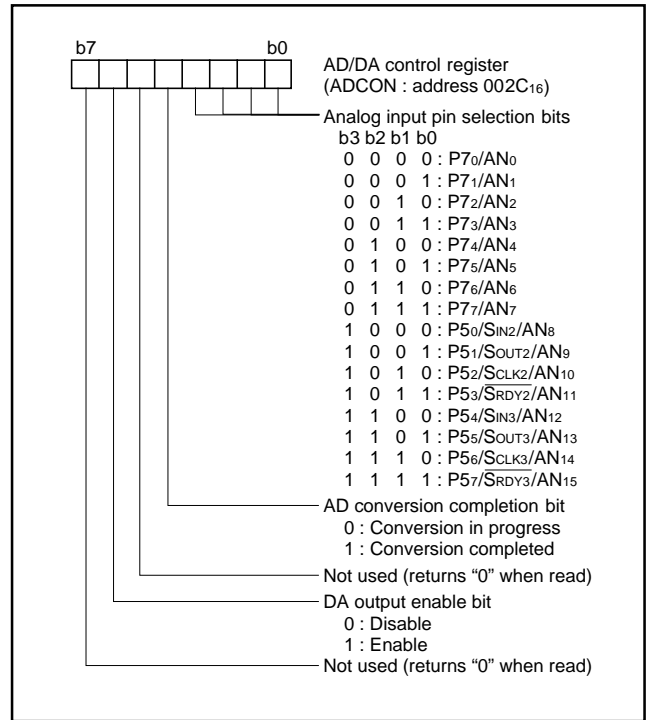 b7 b0
AD/DA control register
(ADCON : address 002C₁₆)
Analog input pin selection bits
b3 b2 b1 b0
0 0 0 0 : P7₀/AN₀
0 0 0 1 : P7₁/AN₁
0 0 1 0 : P7₂/AN₂
0 0 1 1 : P7₃/AN₃
0 1 0 0 : P7₄/AN₄
0 1 0 1 : P7₅/AN₅
0 1 1 0 : P7₆/AN₆
0 1 1 1 : P7₇/AN₇
1 0 0 0 : P5₀/SIN2/AN₈
1 0 0 1 : P5₁/SOUT2/AN₉
1 0 1 0 : P5₂/SCLK2/AN₁₀
1 0 1 1 : P5₃/S̅R̅D̅Y̅2̅/AN₁₁
1 1 0 0 : P5₄/SIN3/AN₁₂
1 1 0 1 : P5₅/SOUT3/AN₁₃
1 1 1 0 : P5₆/SCLK3/AN₁₄
1 1 1 1 : P5₇/S̅R̅D̅Y̅3̅/AN₁₅
AD conversion completion bit
0 : Conversion in progress
1 : Conversion completed
Not used (returns “0” when read)
DA output enable bit
0 : Disable
1 : Enable
Not used (returns “0” when read)